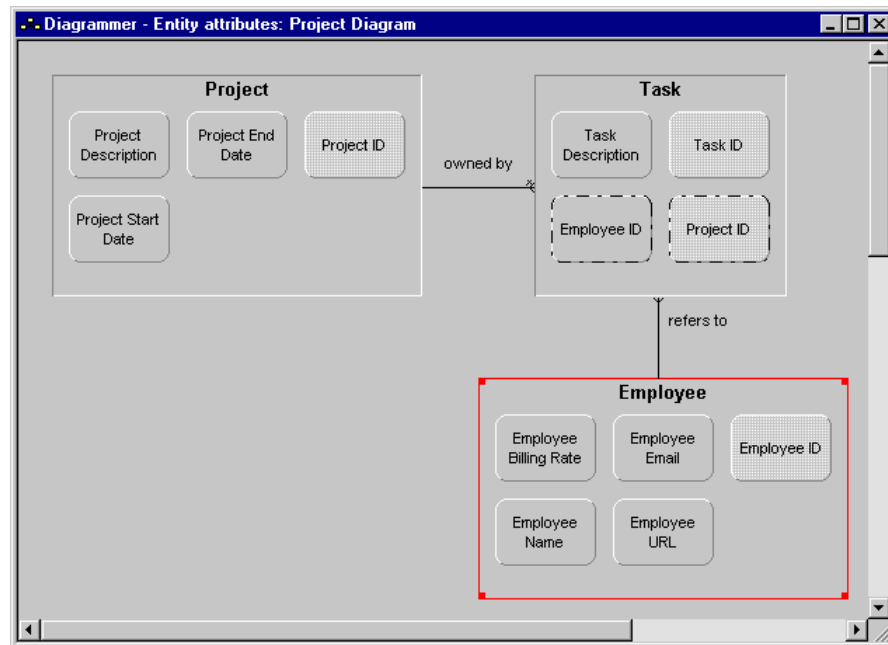 Diagrammer - Entity attributes: Project Diagram
Project
Project
Description
Project End
Date
Project ID
Project Start
Date
owned by
Task
Task
Description
Task ID
Employee ID
Project ID
refers to
Employee
Employee
Billing Rate
Employee
Email
Employee ID
Employee
Name
Employee
URL